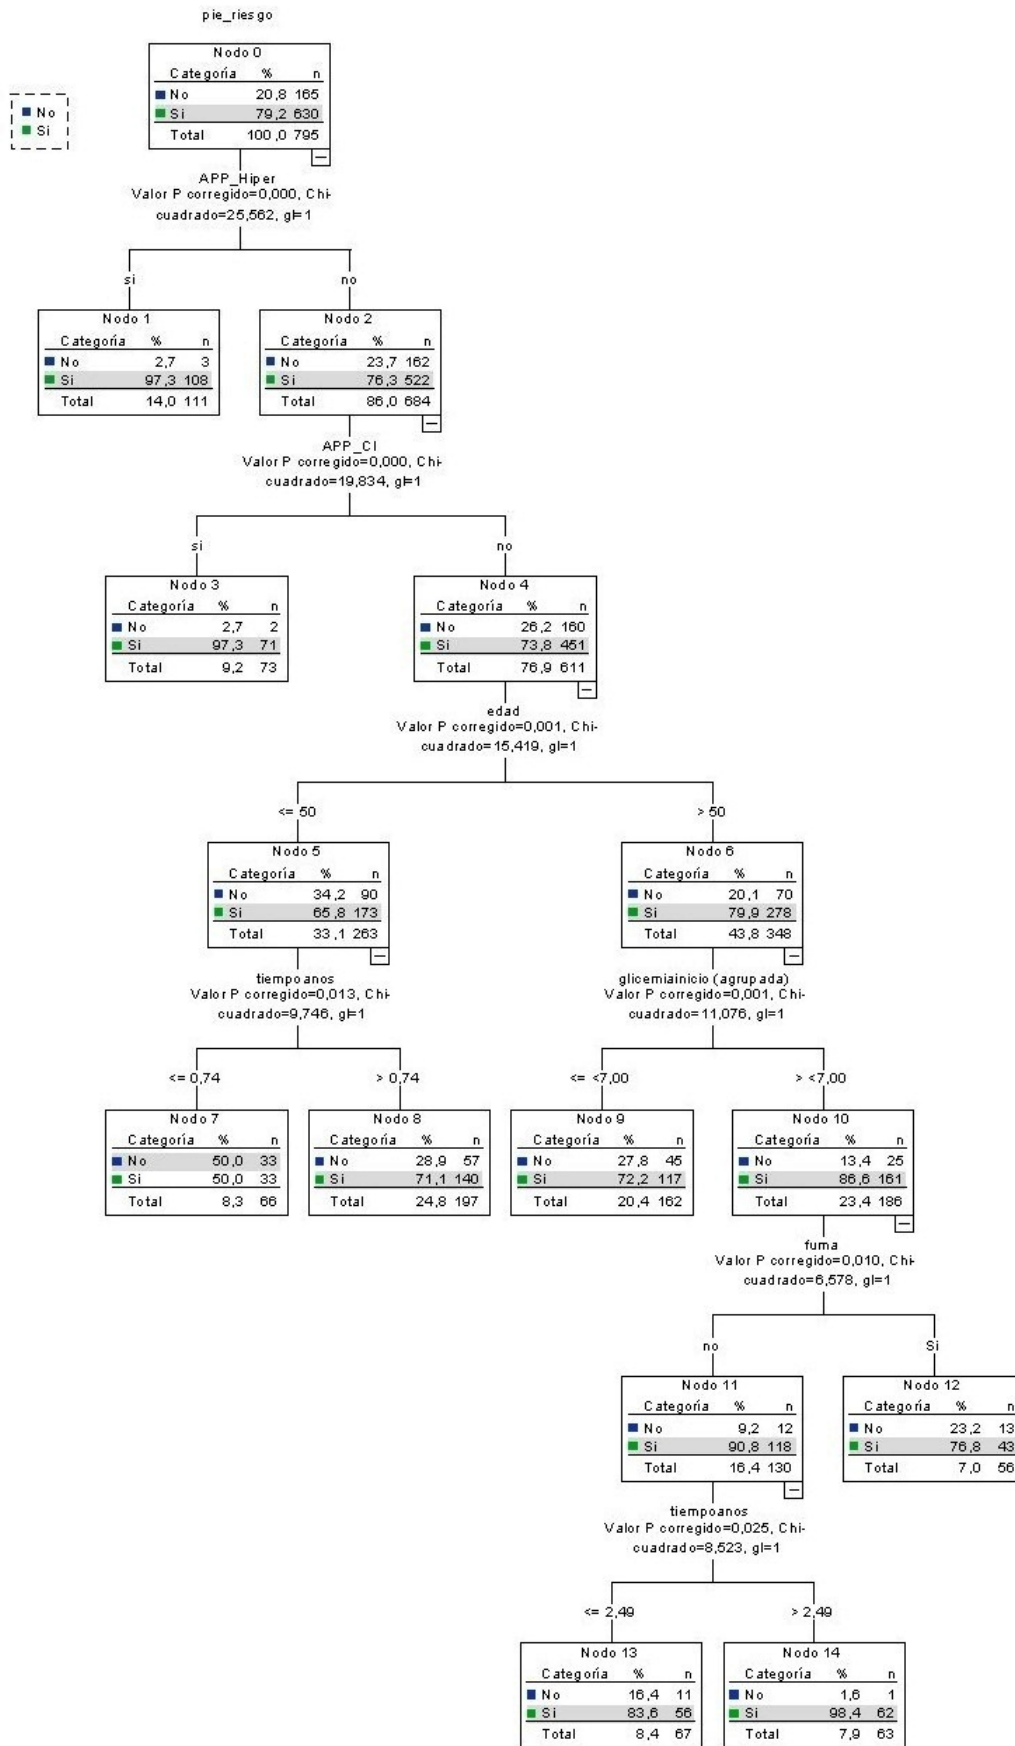 pie_riesgo
No
Si
Nodo 0
Categoría % n
No 20,8 165
Si 79,2 630
Total 100,0 795
APP_Hiper
Valor P corregido=0,000, Chi-
cuadrado=25,562, gl=1
si
no
Nodo 1
Categoría % n
No 2,7 3
Si 97,3 108
Total 14,0 111
Nodo 2
Categoría % n
No 23,7 162
Si 76,3 522
Total 86,0 684
APP_CI
Valor P corregido=0,000, Chi-
cuadrado=19,834, gl=1
si
no
Nodo 3
Categoría % n
No 2,7 2
Si 97,3 71
Total 9,2 73
Nodo 4
Categoría % n
No 26,2 160
Si 73,8 451
Total 76,9 611
edad
Valor P corregido=0,001, Chi-
cuadrado=15,419, gl=1
<= 50
> 50
Nodo 5
Categoría % n
No 34,2 90
Si 65,8 173
Total 33,1 263
Nodo 6
Categoría % n
No 20,1 70
Si 79,9 278
Total 43,8 348
tiempoanos
Valor P corregido=0,013, Chi-
cuadrado=9,746, gl=1
glicemiainicio (agrupada)
Valor P corregido=0,001, Chi-
cuadrado=11,076, gl=1
<= 0,74
> 0,74
<= <7,00
> <7,00
Nodo 7
Categoría % n
No 50,0 33
Si 50,0 33
Total 8,3 66
Nodo 8
Categoría % n
No 28,9 57
Si 71,1 140
Total 24,8 197
Nodo 9
Categoría % n
No 27,8 45
Si 72,2 117
Total 20,4 162
Nodo 10
Categoría % n
No 13,4 25
Si 86,6 161
Total 23,4 186
fuma
Valor P corregido=0,010, Chi-
cuadrado=6,578, gl=1
no
Si
Nodo 11
Categoría % n
No 9,2 12
Si 90,8 118
Total 16,4 130
Nodo 12
Categoría % n
No 23,2 13
Si 76,8 43
Total 7,0 56
tiempoanos
Valor P corregido=0,025, Chi-
cuadrado=8,523, gl=1
<= 2,49
> 2,49
Nodo 13
Categoría % n
No 16,4 11
Si 83,6 56
Total 8,4 67
Nodo 14
Categoría % n
No 1,6 1
Si 98,4 62
Total 7,9 63